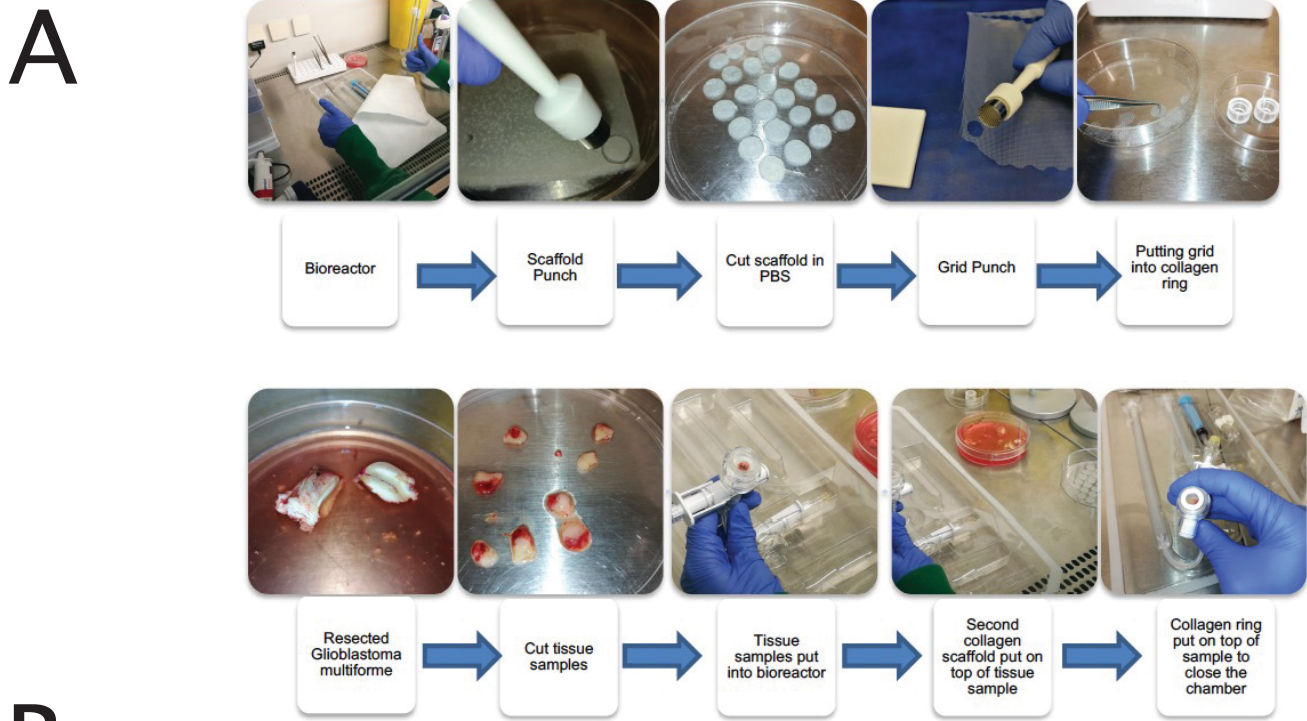 A
Bioreactor
Scaffold
Punch
Cut scaffold in
PBS
Grid Punch
Putting grid
into collagen
ring
Resected
Glioblastoma
multiforme
Cut tissue
samples
Tissue
samples put
into bioreactor
Second
collagen
scaffold put on
top of tissue
sample
Collagen ring
put on top of
sample to
close the
chamber